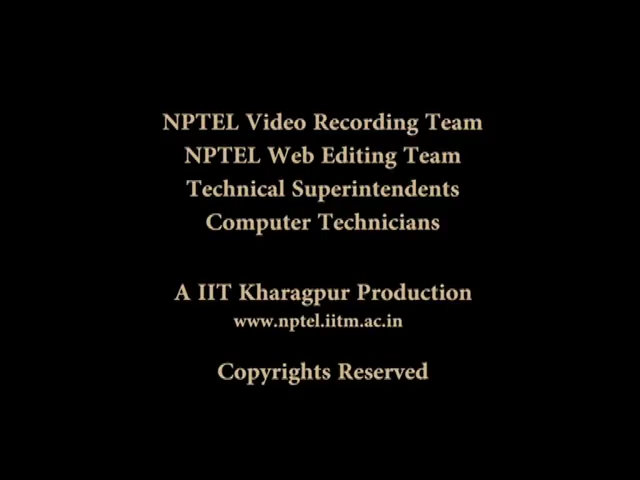 NPTEL Video Recording Team
NPTEL Web Editing Team
Technical Superintendents
Computer Technicians
A IIT Kharagpur Production
www.nptel.iitm.ac.in
Copyrights Reserved